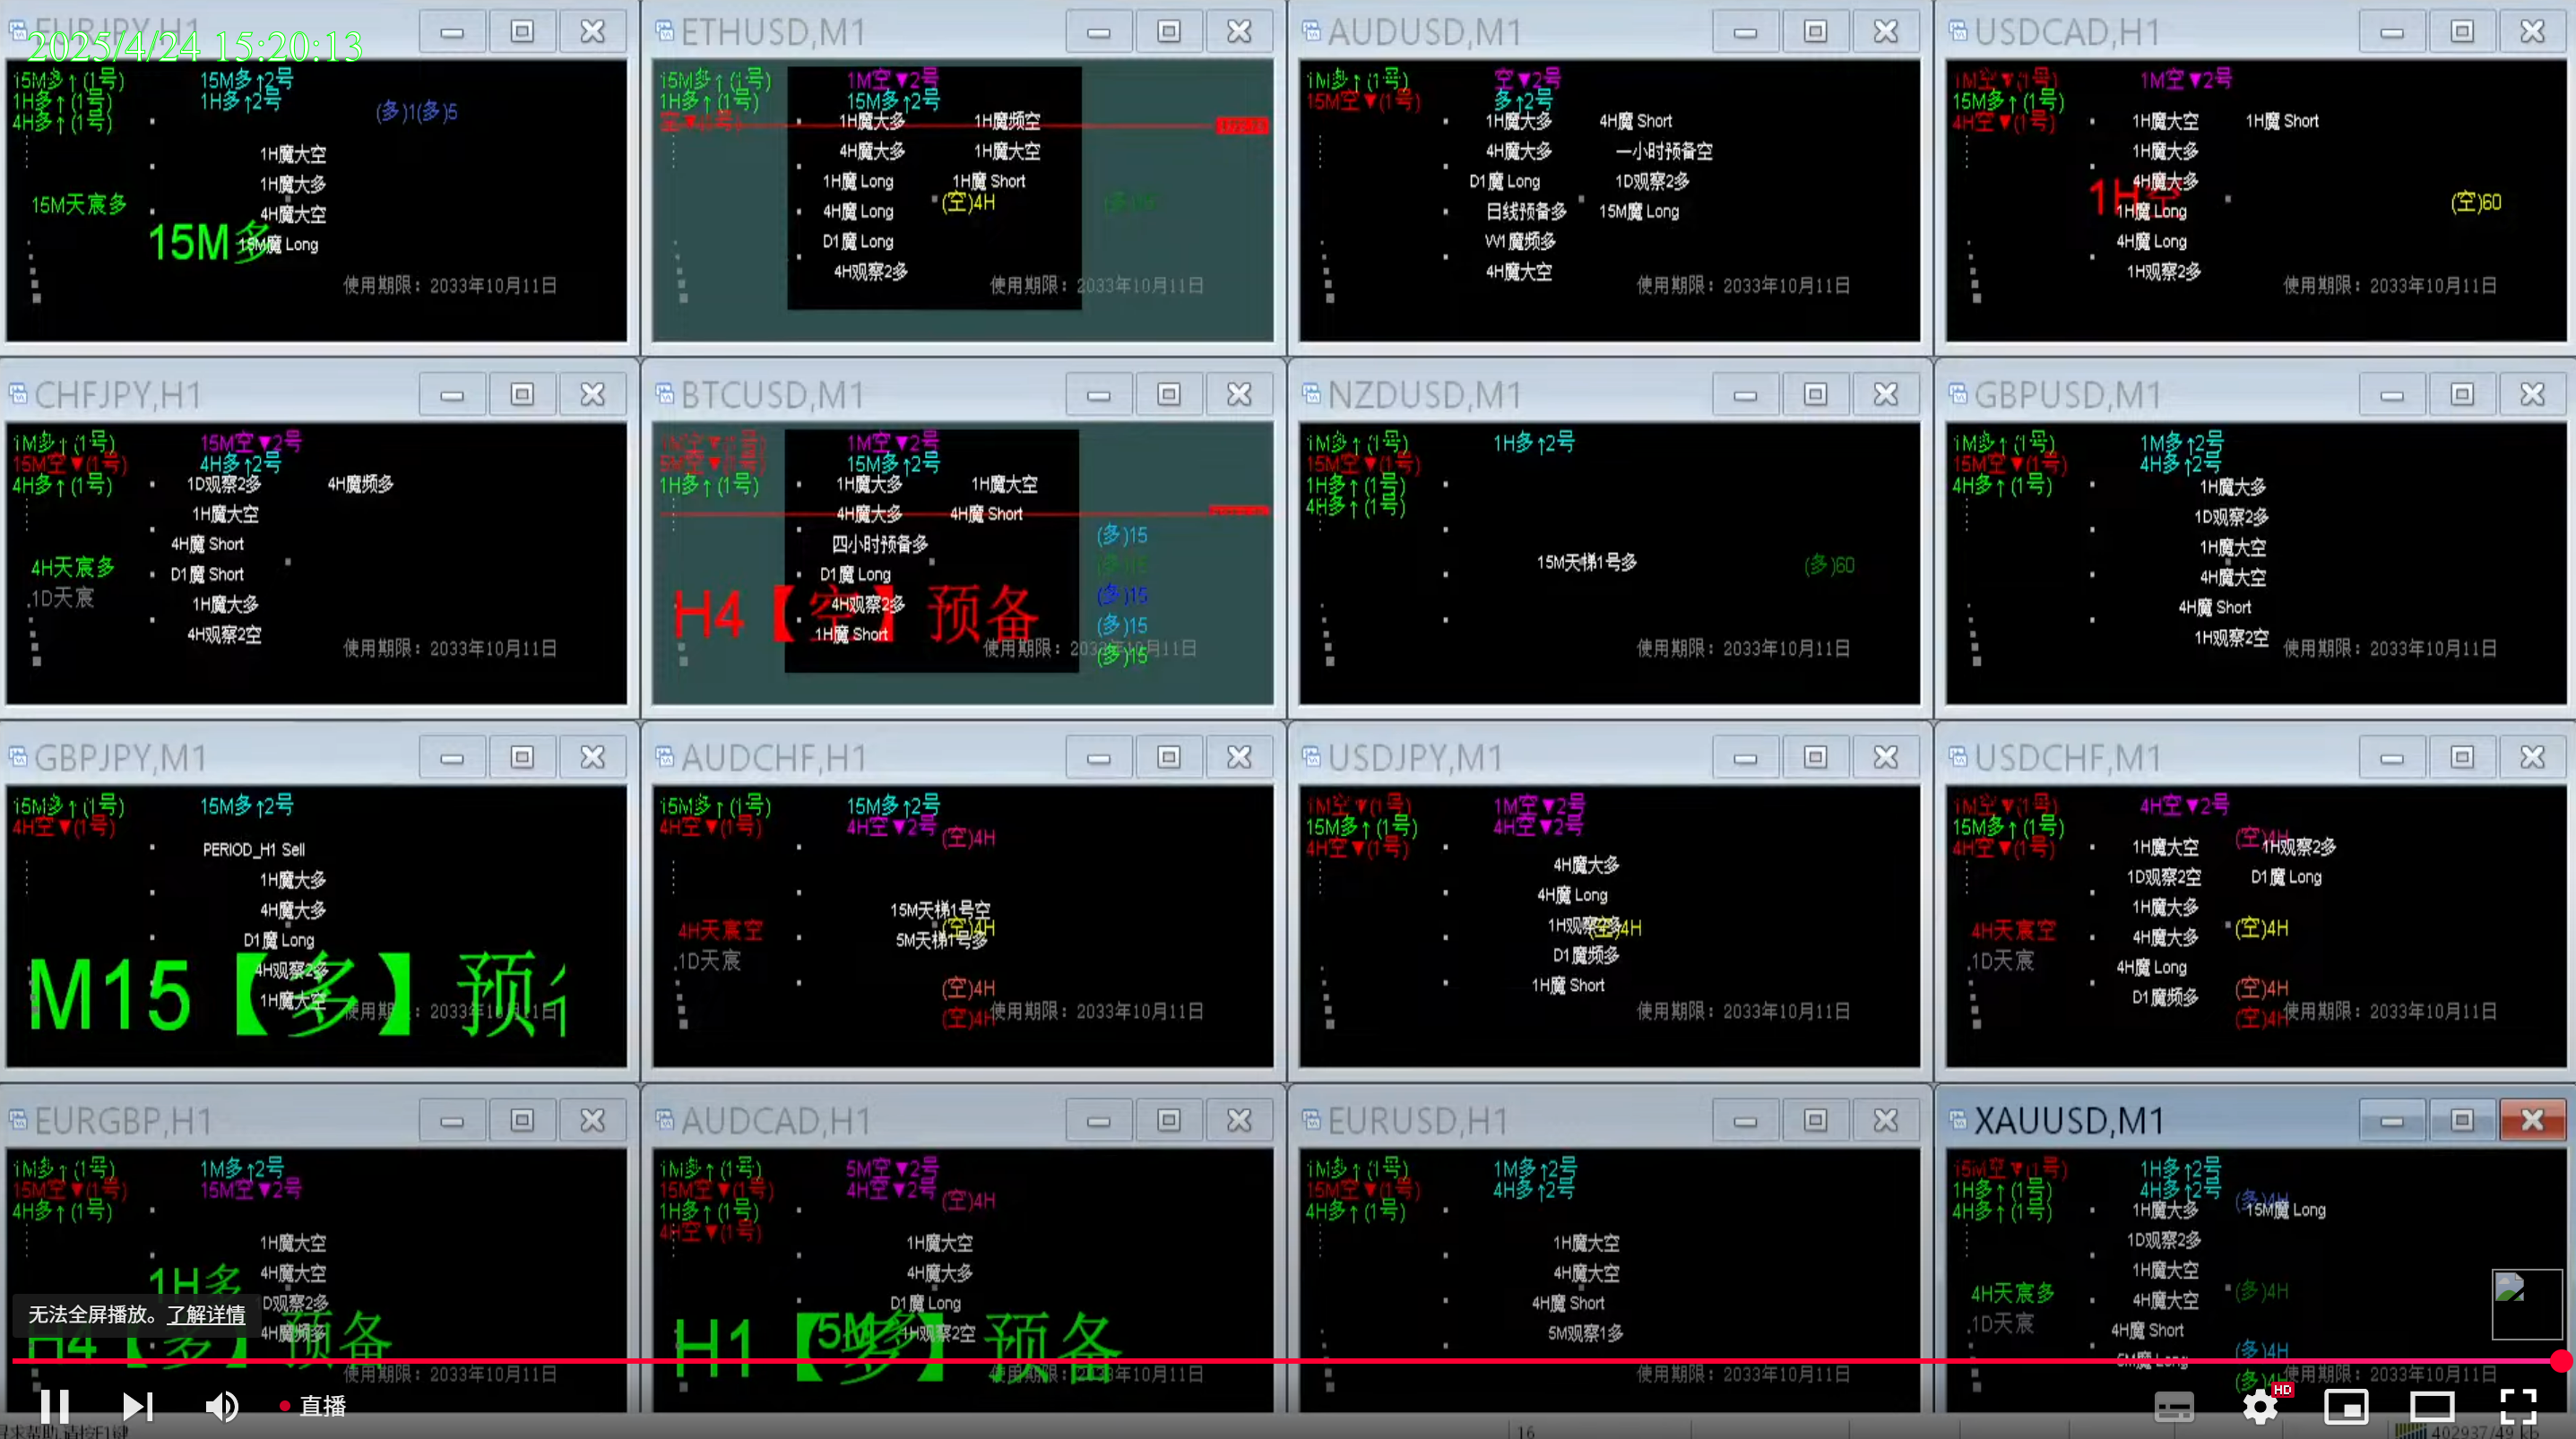 EURJPY,H1
2025/4/24 15:20:13
15M多↑(1号)
15M多↑2号
1H多↑(1号)
1H多↑2号
4H多↑(1号)
(多)1(多)5
1H魔大空
1H魔大多
15M天宸多
4H魔大空
15M多
15M魔 Long
使用期限：2033年10月11日
ETHUSD,M1
15M多↑(1号)
1M空▼2号
1H多↑(1号)
15M多↑2号
空▼(1号)
1H魔大多
1H魔频空
4H魔大多
1H魔大空
1H魔 Long
1H魔 Short
(空)4H
4H魔 Long
D1魔 Long
4H观察2多
使用期限：2033年10月11日
AUDUSD,M1
1M多↑(1号)
空▼2号
15M空▼(1号)
多↑2号
1H魔大多
4H魔 Short
4H魔大多
一小时预备空
D1魔 Long
1D观察2多
日线预备多
15M魔 Long
W1魔频多
4H魔大空
使用期限：2033年10月11日
USDCAD,H1
1M空▼(1号)
1M空▼2号
15M多↑(1号)
4H空▼(1号)
1H魔大空
1H魔 Short
1H魔大多
4H魔大多
1H空
(空)60
1H魔 Long
4H魔 Long
1H观察2多
使用期限：2033年10月11日
CHFJPY,H1
1M多↑(1号)
15M空▼2号
15M空▼(1号)
4H多↑2号
4H多↑(1号)
1D观察2多
4H魔频多
1H魔大空
4H魔 Short
4H天宸多
D1魔 Short
.1D天宸
1H魔大多
4H观察2空
使用期限：2033年10月11日
BTCUSD,M1
1M空▼(1号)
1M空▼2号
15M多↑2号
1H多↑(1号)
1H魔大多
1H魔大空
4H魔大多
4H魔 Short
四小时预备多
(多)15
D1魔 Long
(多)15
4H观察2多
H4【空】预备
(多)15
1H魔 Short
(多)15
使用期限：2033年10月11日
NZDUSD,M1
1M多↑(1号)
1H多↑2号
15M空▼(1号)
1H多↑(1号)
4H多↑(1号)
15M天梯1号多
(多)60
使用期限：2033年10月11日
GBPUSD,M1
1M多↑(1号)
1M多↑2号
15M空▼(1号)
4H多↑2号
4H多↑(1号)
1H魔大多
1D观察2多
1H魔大空
4H魔大空
4H魔 Short
1H观察2空
使用期限：2033年10月11日
GBPJPY,M1
15M多↑(1号)
15M多↑2号
4H空▼(1号)
PERIOD_H1 Sell
1H魔大多
4H魔大多
D1魔 Long
4H观察2多
M15【多】预
1H魔大空
使用期限：2033年10月11日
AUDCHF,H1
15M多↑(1号)
15M多↑2号
4H空▼(1号)
4H空▼2号
(空)4H
15M天梯1号空
4H天宸空
(空)4H
5M天梯1号多
.1D天宸
(空)4H
(空)4H
使用期限：2033年10月11日
USDJPY,M1
1M空▼(1号)
1M空▼2号
15M多↑(1号)
4H空▼2号
4H空▼(1号)
4H魔大多
4H魔 Long
1H观察2多
(空)4H
D1魔频多
1H魔 Short
使用期限：2033年10月11日
USDCHF,M1
1M空▼(1号)
4H空▼2号
15M多↑(1号)
4H空▼(1号)
(空)4H
1H魔大空
1H观察2多
1D观察2空
D1魔 Long
1H魔大多
4H天宸空
4H魔大多
(空)4H
.1D天宸
4H魔 Long
D1魔频多
(空)4H
(空)4H
使用期限：2033年10月11日
EURGBP,H1
1M多↑(1号)
1M多↑2号
15M空▼(1号)
15M空▼2号
4H多↑(1号)
1H魔大空
1H多
4H魔大空
1D观察2多
4H魔频多
H4【多】预备
使用期限：2033年10月11日
AUDCAD,H1
1M多↑(1号)
5M空▼2号
15M空▼(1号)
4H空▼2号
(空)4H
1H多↑(1号)
4H空▼(1号)
1H魔大空
4H魔大多
D1魔 Long
5M多
1H观察2空
H1【多】预备
使用期限：2033年10月11日
EURUSD,H1
1M多↑(1号)
1M多↑2号
15M空▼(1号)
4H多↑2号
4H多↑(1号)
1H魔大空
4H魔大空
4H魔 Short
5M观察1多
使用期限：2033年10月11日
XAUUSD,M1
15M空▼(1号)
1H多↑2号
1H多↑(1号)
4H多↑2号
4H多↑(1号)
(多)4H
1H魔大多
15M魔 Long
1D观察2多
1H魔大空
4H天宸多
4H魔大空
(多)4H
.1D天宸
4H魔 Short
5M魔 Long
(多)4H
使用期限：2033年10月11日
无法全屏播放。了解详情
直播
HD
16
402937/49 kb